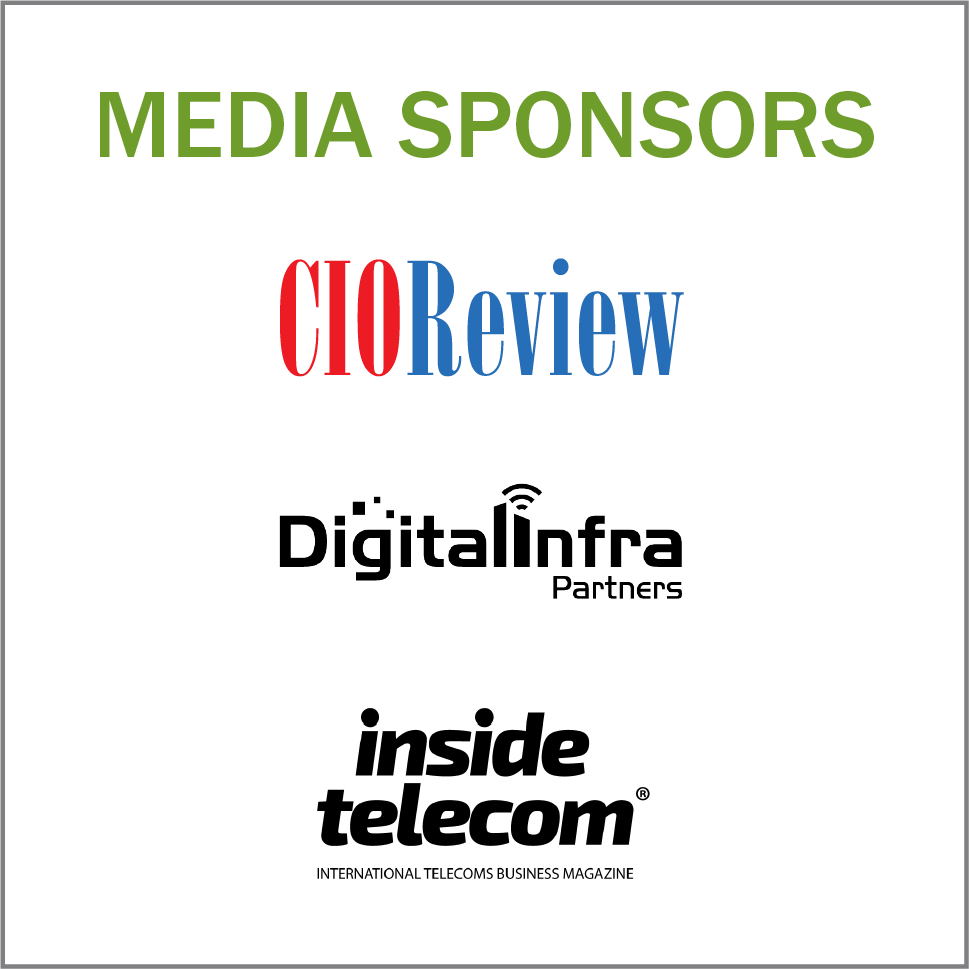 MEDIA SPONSORS
CIOReview
DigitalInfra
Partners
inside
telecom®
INTERNATIONAL TELECOMS BUSINESS MAGAZINE